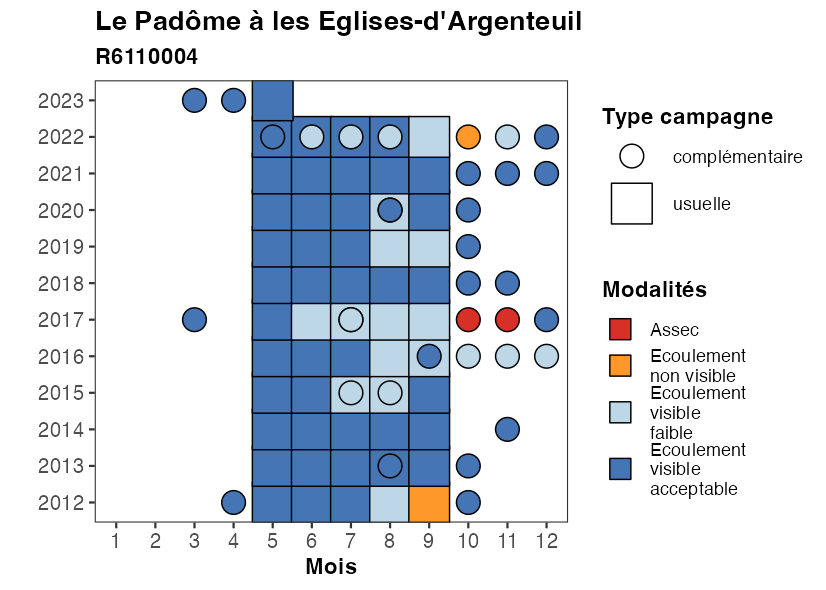 Le Padôme à les Eglises-d'Argenteuil
R6110004
2023
2022
2021
2020
2019
2018
2017
2016
2015
2014
2013
2012
1 2 3 4 5 6 7 8 9 10 11 12
Mois
Type campagne
complémentaire
usuelle
Modalités
Assec
Ecoulement
non visible
Ecoulement
visible
faible
Ecoulement
visible
acceptable